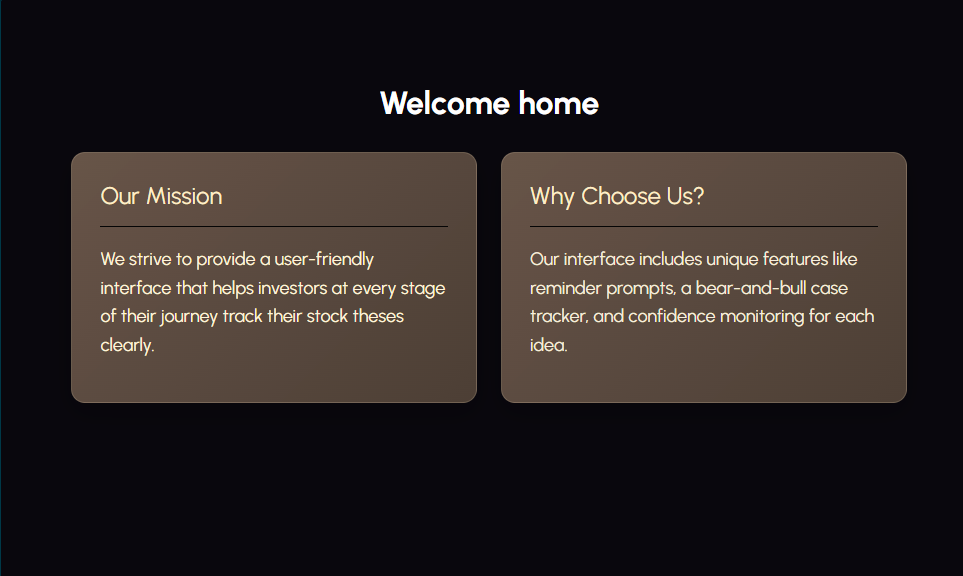 Welcome home
Our Mission
We strive to provide a user-friendly
interface that helps investors at every stage
of their journey track their stock theses
clearly.
Why Choose Us?
Our interface includes unique features like
reminder prompts, a bear-and-bull case
tracker, and confidence monitoring for each
idea.